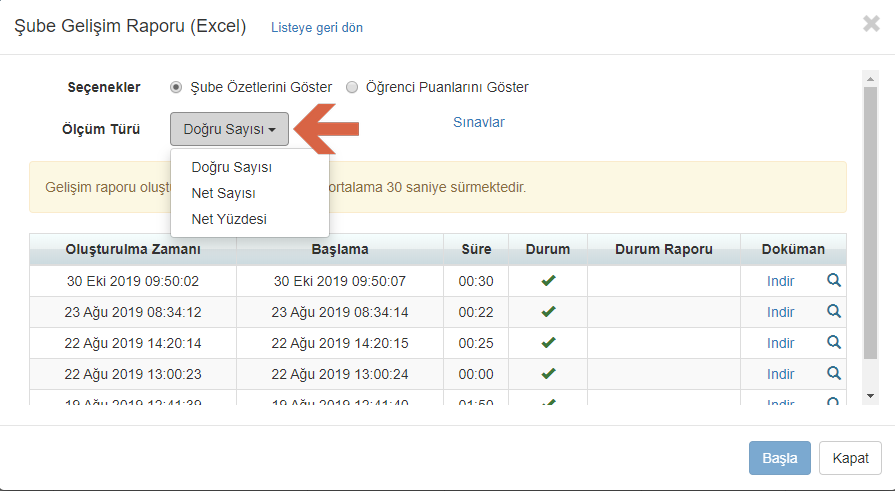 Şube Gelişim Raporu (Excel) Listeye geri dön
Seçenekler Şube Özetlerini Göster Öğrenci Puanlarını Göster
Ölçüm Türü Doğru Sayısı Sınavlar
Doğru Sayısı
Net Sayısı
Net Yüzdesi
Gelişim raporu ortalama 30 saniye sürmektedir.
Oluşturulma Zamanı Başlama Süre Durum Durum Raporu Doküman
30 Eki 2019 09:50:02 30 Eki 2019 09:50:07 00:30 Indir
23 Ağu 2019 08:34:12 23 Ağu 2019 08:34:14 00:22 Indir
22 Ağu 2019 14:20:14 22 Ağu 2019 14:20:15 00:25 Indir
22 Ağu 2019 13:00:23 22 Ağu 2019 13:00:24 00:00 Indir
19 Ağu 2019 12:41:39 19 Ağu 2019 12:41:40 01:50 Indir
Başla Kapat